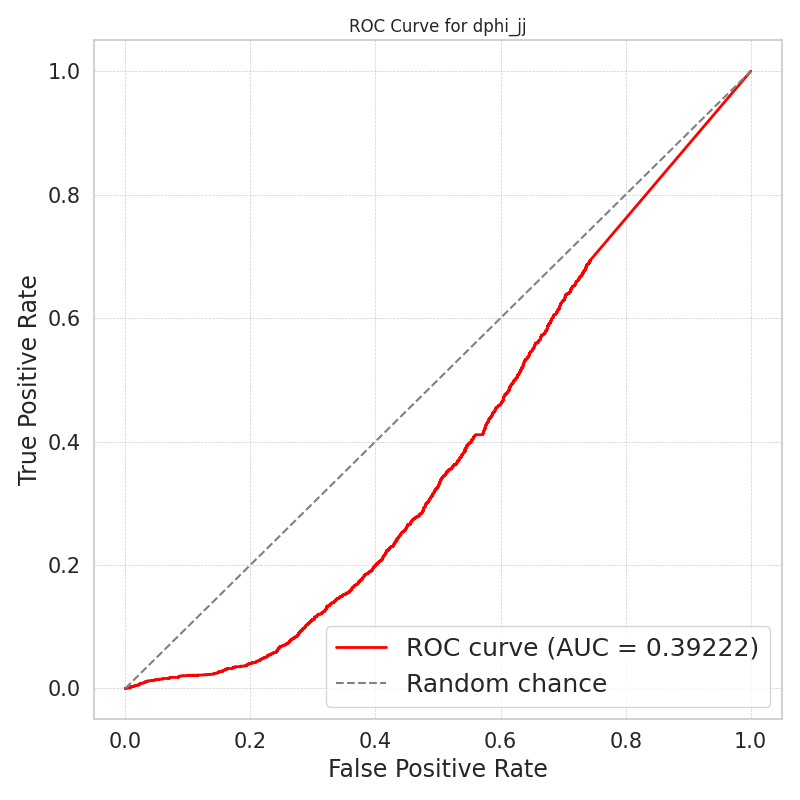 ROC Curve for dphi_jj
True Positive Rate
1.0
0.8
0.6
0.4
0.2
0.0
ROC curve (AUC = 0.39222)
Random chance
0.0 0.2 0.4 0.6 0.8 1.0
False Positive Rate